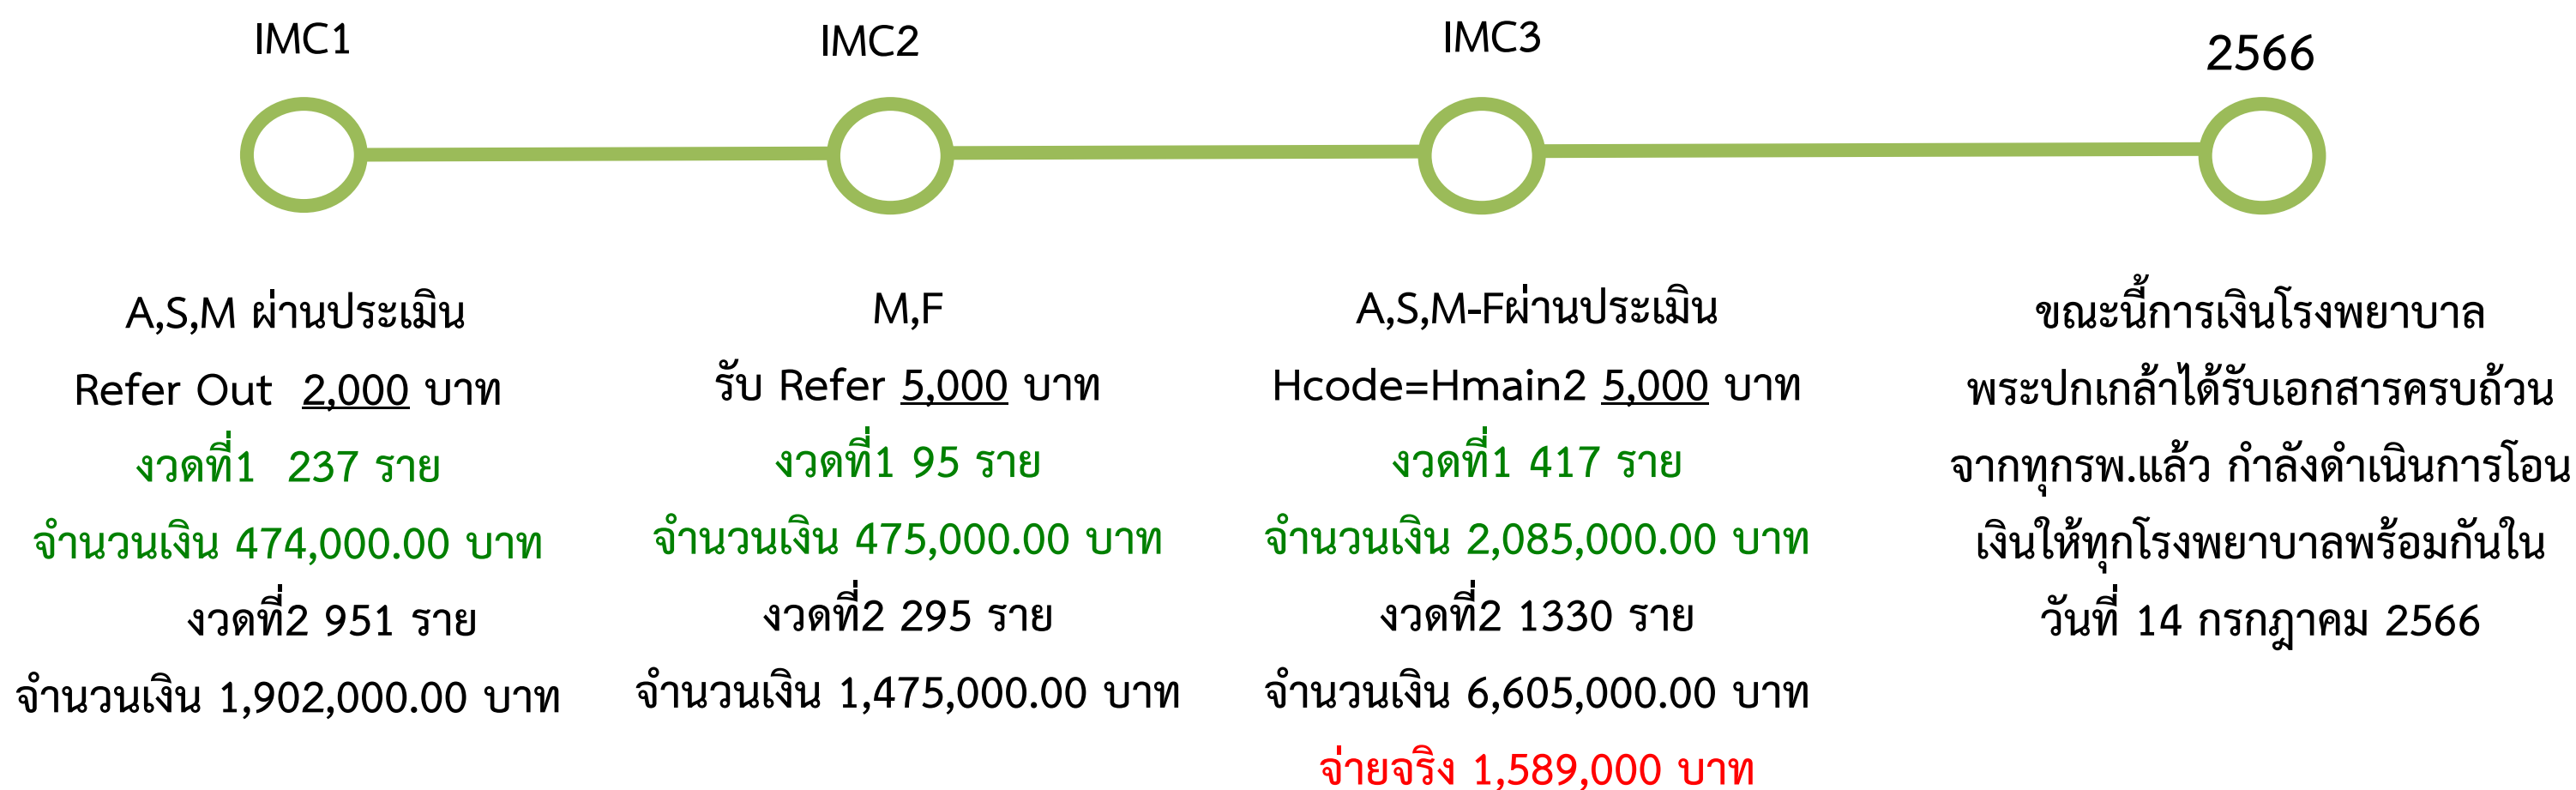 IMC1
A,S,M ผ่านประเมิน
Refer Out 2,000 บาท
งวดที่1 237 ราย
จำนวนเงิน 474,000.00 บาท
งวดที่2 951 ราย
จำนวนเงิน 1,902,000.00 บาท
IMC2
M,F
รับ Refer 5,000 บาท
งวดที่1 95 ราย
จำนวนเงิน 475,000.00 บาท
งวดที่2 295 ราย
จำนวนเงิน 1,475,000.00 บาท
IMC3
A,S,M-Fผ่านประเมิน
Hcode=Hmain2 5,000 บาท
งวดที่1 417 ราย
จำนวนเงิน 2,085,000.00 บาท
งวดที่2 1330 ราย
จำนวนเงิน 6,605,000.00 บาท
จ่ายจริง 1,589,000 บาท
2566
ขณะนี้การเงินโรงพยาบาล
พระปกเกล้าได้รับเอกสารครบถ้วน
จากทุกรพ.แล้ว กำลังดำเนินการโอน
เงินให้ทุกโรงพยาบาลพร้อมกันใน
วันที่ 14 กรกฎาคม 2566